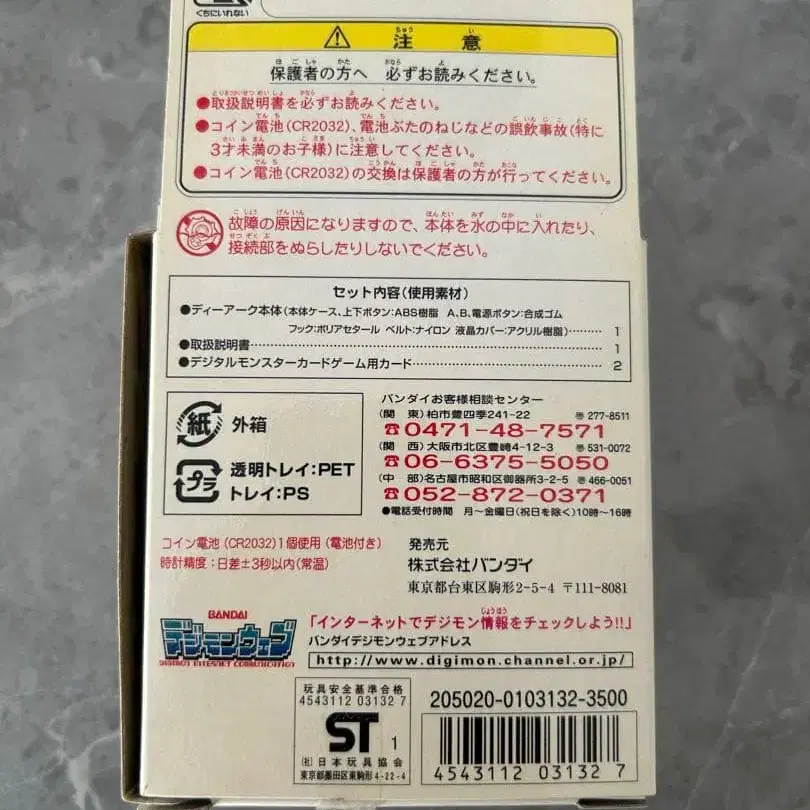 くちにいれない
⚠ 注意
保護者の方へ 必ずお読みください。
●取扱説明書を必ずお読みください。
●コイン電池(CR2032)、電池ぶたのねじなどの誤飲事故(特に
3才未満のお子様)に注意してください。
●コイン電池(CR2032)の交換は保護者の方が行ってください。
故障の原因になりますので、本体を水の中に入れたり、
接続部をぬらしたりしないでください。
セット内容(使用素材)
●ディーアーク本体(本体ケース、上下ボタン:ABS樹脂 A、B、電源ボタン:合成ゴム
フック:ポリアセタール ベルト:ナイロン 液晶カバー:アクリル樹脂)……… 1
●取扱説明書……… 1
●デジタルモンスターカードゲーム用カード……… 2
紙 外箱
プラ 透明トレイ:PET
トレイ:PS
バンダイお客様相談センター
(関 東)柏市豊四季241-22 〒277-8511
☎0471-48-7571
(関 西)大阪市北区豊崎4-12-3 〒531-0072
☎06-6375-5050
(中 部)名古屋市昭和区御器所3-2-5 〒466-0051
☎052-872-0371
●電話受付時間 月〜金曜日(祝日を除く)10時〜16時
コイン電池(CR2032)1個使用(電池付き)
時計精度:日差±3秒以内(常温)
発売元
株式会社バンダイ
東京都台東区駒形2-5-4 〒111-8081
BANDAI
デジモンウェブ
DIGIMON INTERNET COMMUNICATION
「インターネットでデジモン情報をチェックしよう!!」
バンダイデジモンウェブアドレス
http://www.digimon.channel.or.jp/
玩具安全基準合格
4543112 03132 7
ST 1
(社)日本玩具協会
東京都墨田区東駒形4-22-4
205020-0103132-3500
4543112 031327